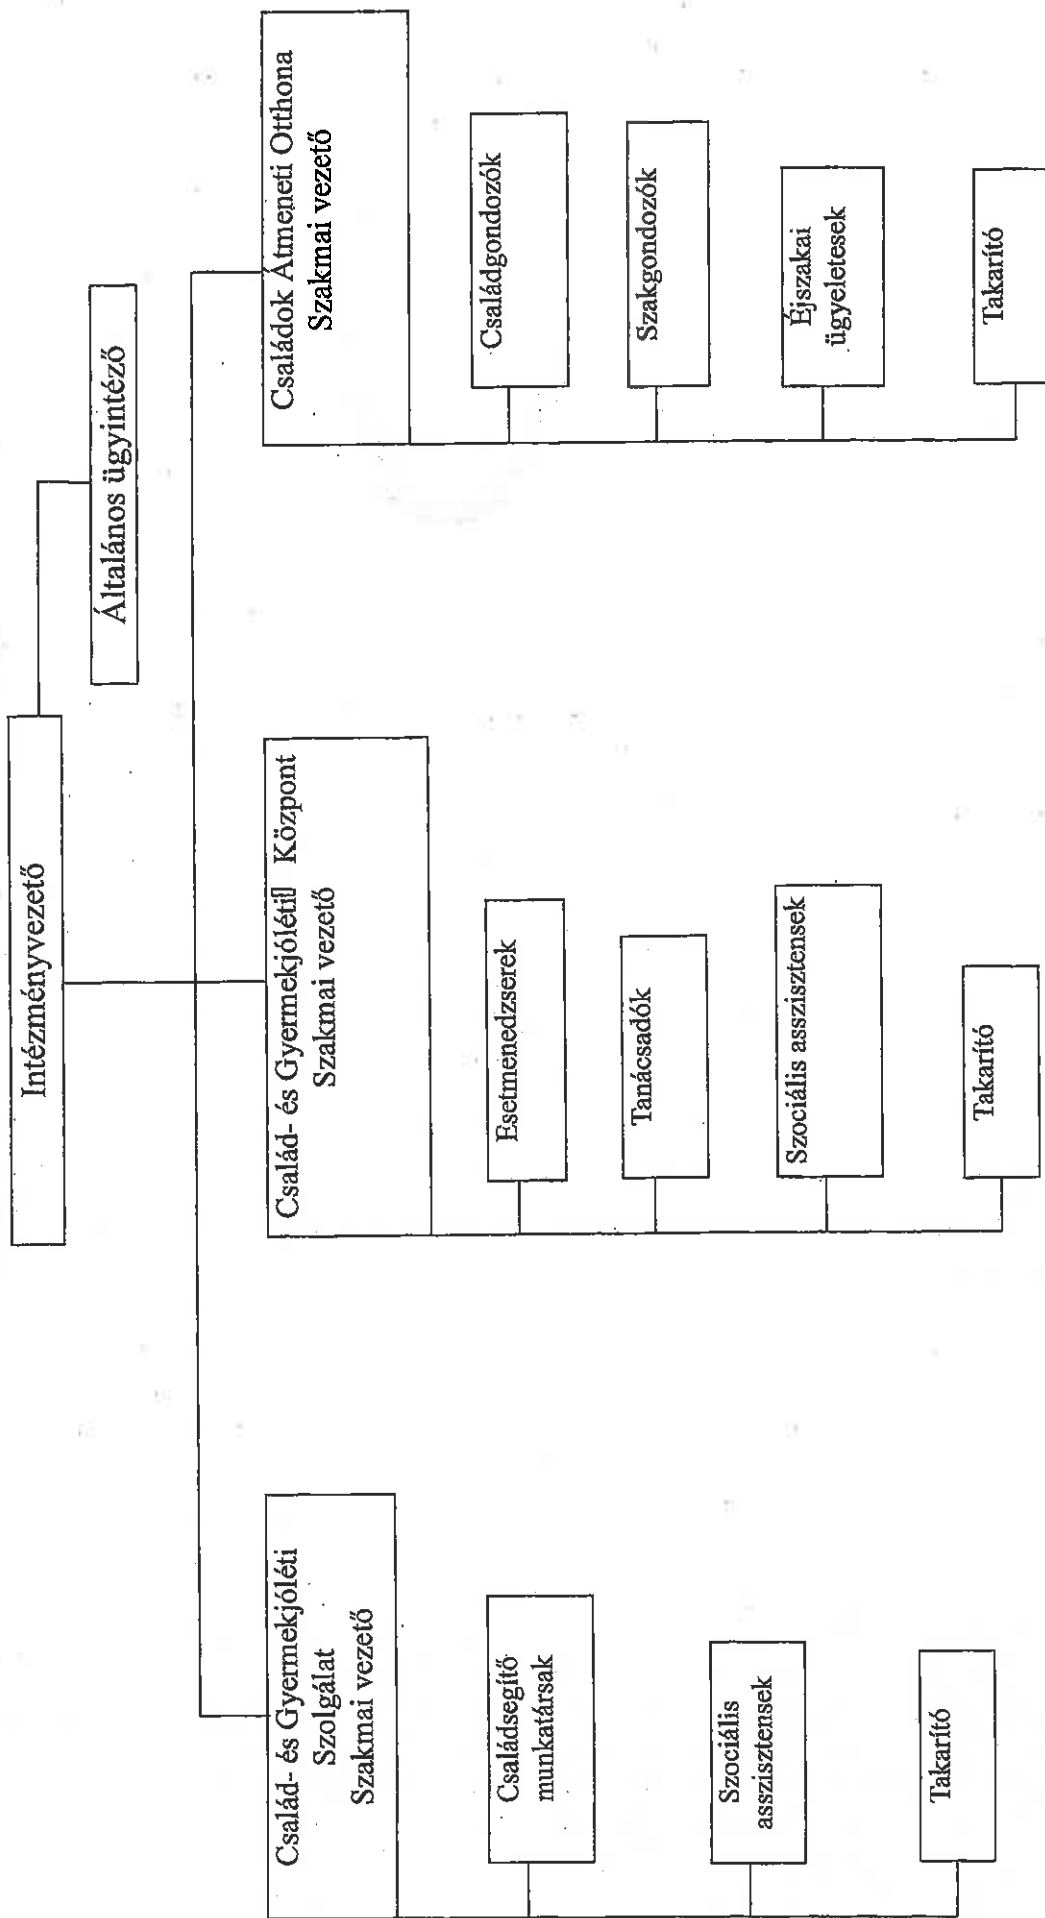 Intézményvezető
Általános ügyintéző
Család- és Gyermekjóléti
Szolgálat
Szakmai vezető
Családsegítő
munkatársak
Szociális
asszisztensek
Takarító
Család- és Gyermekjóléti Központ
Szakmai vezető
Esetmenedzserek
Tanácsadók
Szociális asszisztensek
Takarító
Családok Átmeneti Otthona
Szakmai vezető
Családgondozók
Szakgondozók
Éjszakai
ügyeletesek
Takarító